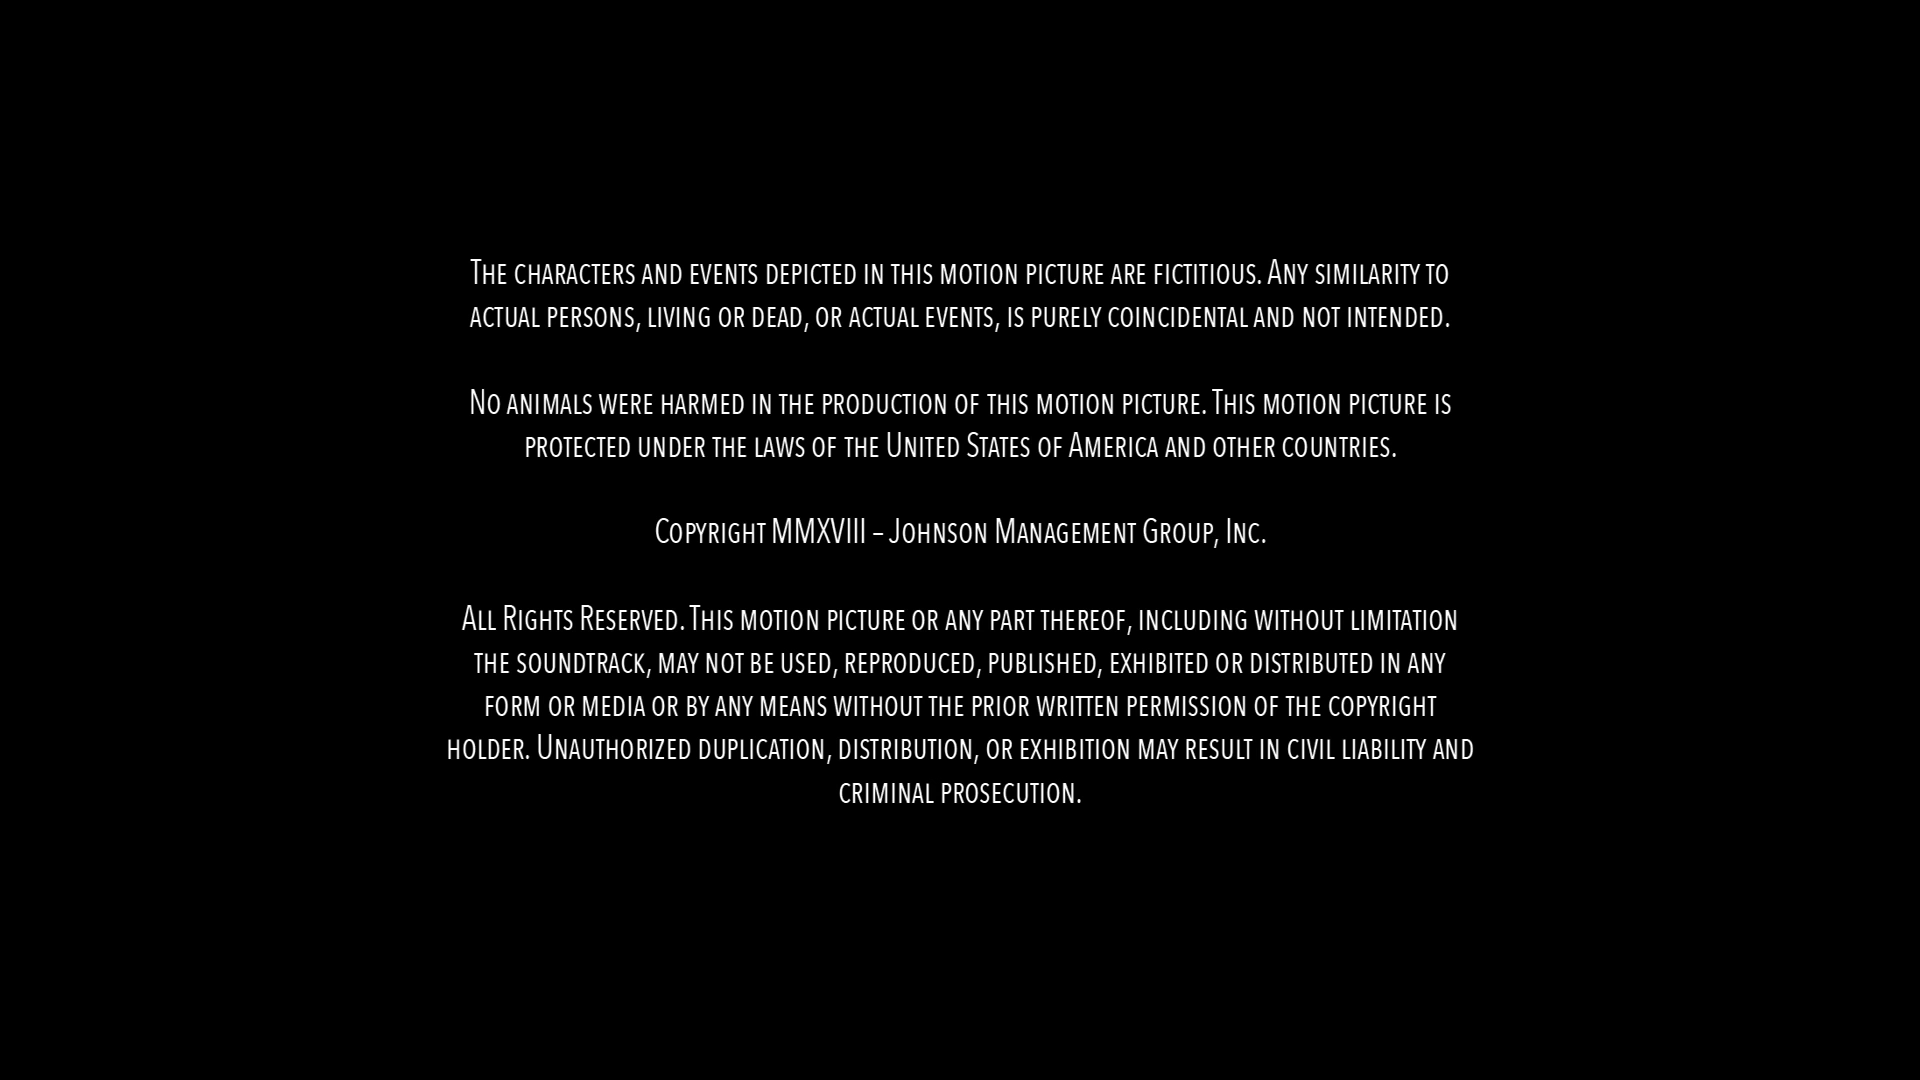 The characters and events depicted in this motion picture are fictitious. Any similarity to
actual persons, living or dead, or actual events, is purely coincidental and not intended.
No animals were harmed in the production of this motion picture. This motion picture is
protected under the laws of the United States of America and other countries.
Copyright MMXVIII – Johnson Management Group, Inc.
All Rights Reserved. This motion picture or any part thereof, including without limitation
the soundtrack, may not be used, reproduced, published, exhibited or distributed in any
form or media or by any means without the prior written permission of the copyright
holder. Unauthorized duplication, distribution, or exhibition may result in civil liability and
criminal prosecution.